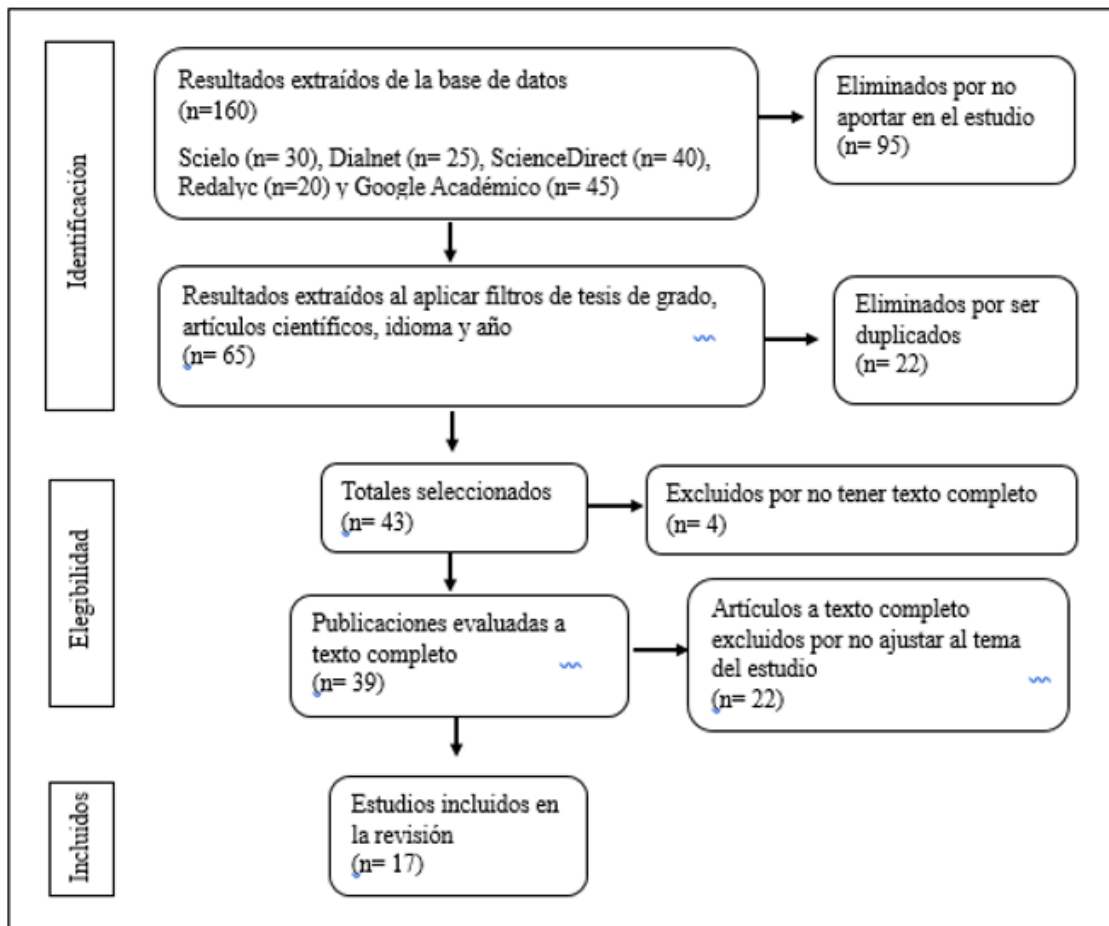 Identificación
Resultados extraídos de la base de datos
(n=160)
Scielo (n= 30), Dialnet (n= 25), ScienceDirect (n= 40),
Redalyc (n=20) y Google Académico (n= 45)
Eliminados por no
aportar en el estudio
(n= 95)
Resultados extraídos al aplicar filtros de tesis de grado,
artículos científicos, idioma y año
(n= 65)
Eliminados por ser
duplicados
(n= 22)
Elegibilidad
Totales seleccionados
(n= 43)
Excluidos por no tener texto completo
(n= 4)
Publicaciones evaluadas a
texto completo
(n= 39)
Artículos a texto completo
excluidos por no ajustar al tema
del estudio
(n= 22)
Incluidos
Estudios incluidos en
la revisión
(n= 17)